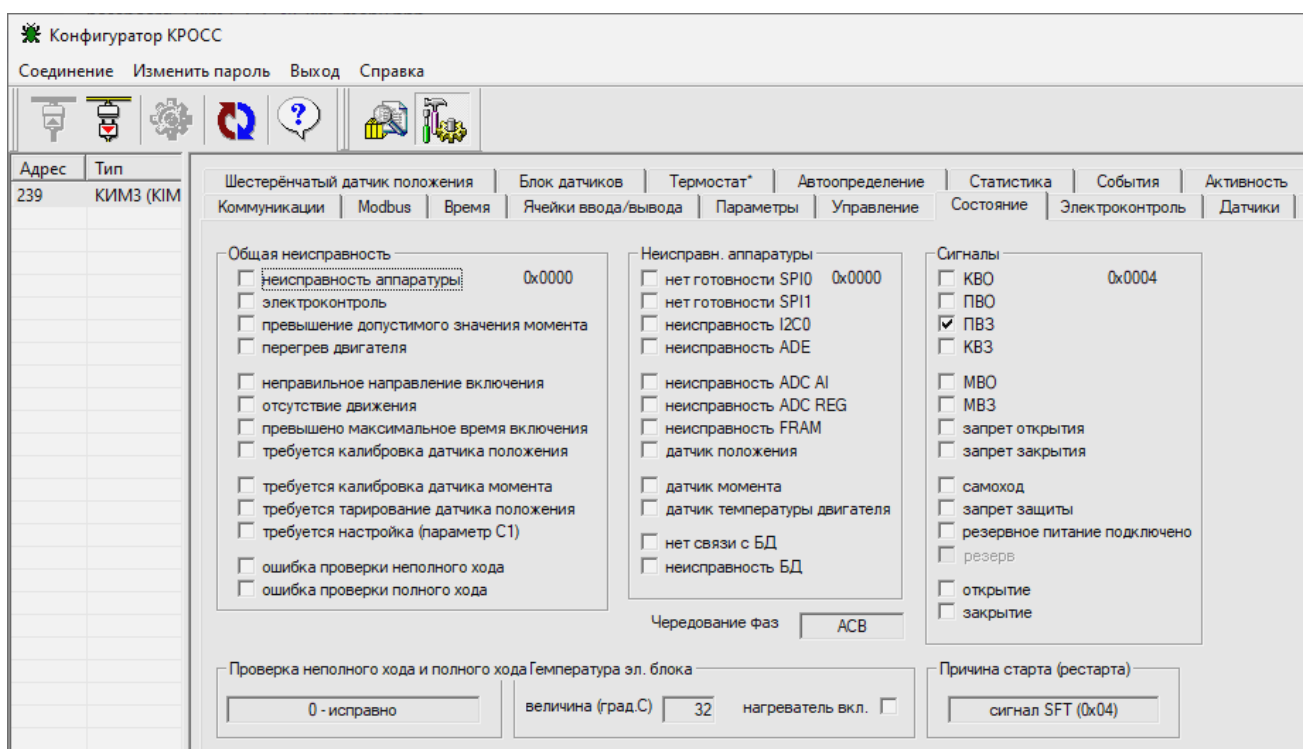 Конфигуратор КРОСС
Соединение Изменить пароль Выход Справка
Адрес Тип
239 КИМ3 (KIM
Шестерёнчатый датчик положения Блок датчиков Термостат* Автоопределение Статистика События Активность
Коммуникации Modbus Время Ячейки ввода/вывода Параметры Управление Состояние Электроконтроль Датчики
Общая неисправность
неисправность аппаратуры 0x0000
электроконтроль
превышение допустимого значения момента
перегрев двигателя
неправильное направление включения
отсутствие движения
превышено максимальное время включения
требуется калибровка датчика положения
требуется калибровка датчика момента
требуется тарирование датчика положения
требуется настройка (параметр С1)
ошибка проверки неполного хода
ошибка проверки полного хода
Неисправн. аппаратуры
нет готовности SPI0 0x0000
нет готовности SPI1
неисправность I2C0
неисправность ADE
неисправность ADC AI
неисправность ADC REG
неисправность FRAM
датчик положения
датчик момента
датчик температуры двигателя
нет связи с БД
неисправность БД
Чередование фаз ACB
Сигналы
КВО 0x0004
ПВО
ПВЗ
КВЗ
МВО
МВЗ
запрет открытия
запрет закрытия
самоход
запрет защиты
резервное питание подключено
резерв
открытие
закрытие
Проверка неполного хода и полного хода
0 - исправно
Температура эл. блока
величина (град.С) 32 нагреватель вкл.
Причина старта (рестарта)
сигнал SFT (0x04)